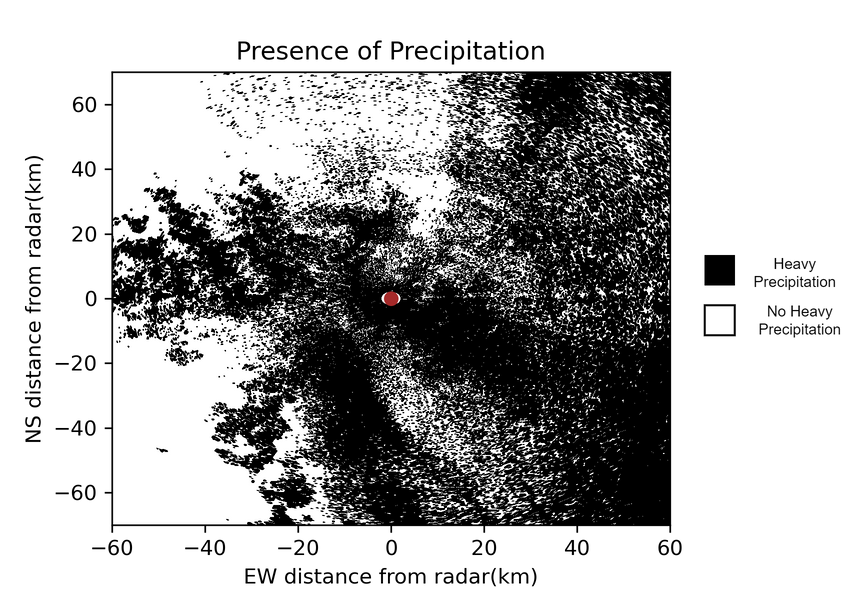 Presence of Precipitation
60
40
20
0
−20
−40
−60
NS distance from radar(km)
−60 −40 −20 0 20 40 60
EW distance from radar(km)
Heavy
Precipitation
No Heavy
Precipitation